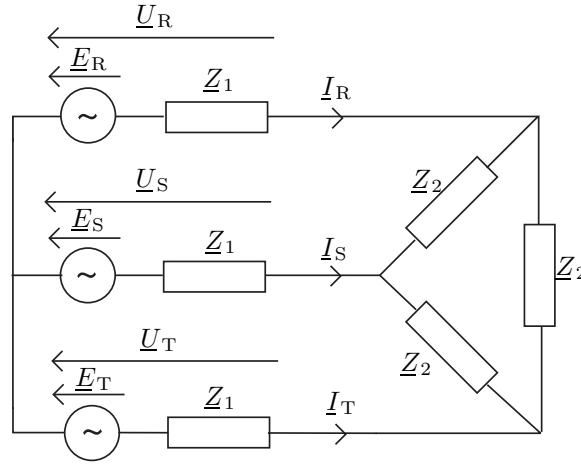 U_R
E_R
Z_1
I_R
~
U_S
Z_2
E_S
Z_1
I_S
~
Z_2
U_T
Z_2
E_T
Z_1
I_T
~